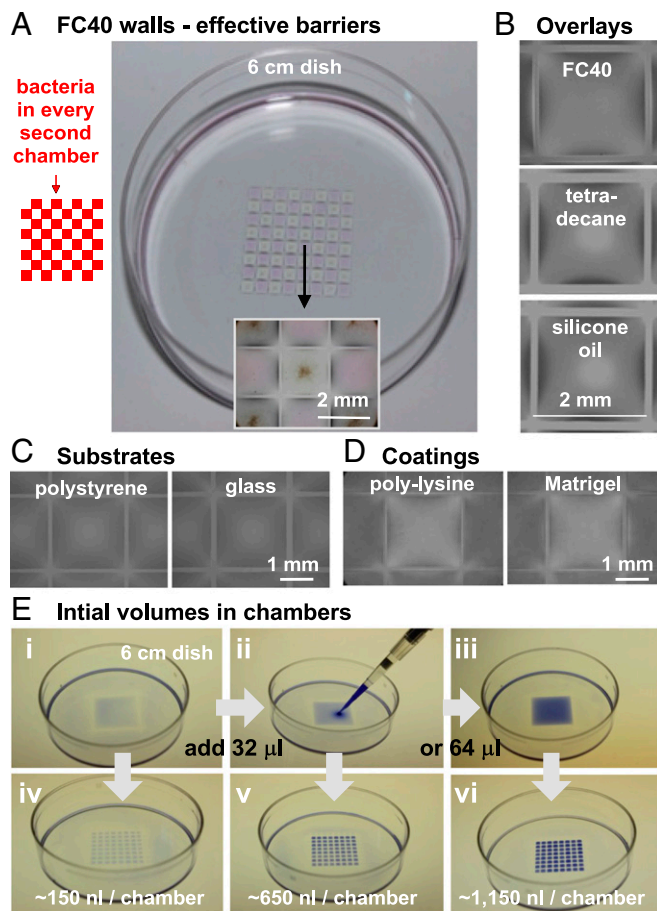 A FC40 walls - effective barriers
6 cm dish
bacteria
in every
second
chamber
2 mm
B Overlays
FC40
tetra-
decane
silicone
oil
2 mm
C Substrates
polystyrene
glass
1 mm
D Coatings
poly-lysine
Matrigel
1 mm
E Intial volumes in chambers
i
6 cm dish
ii
iii
add 32 µl
or 64 µl
iv
~150 nl / chamber
v
~650 nl / chamber
vi
~1,150 nl / chamber